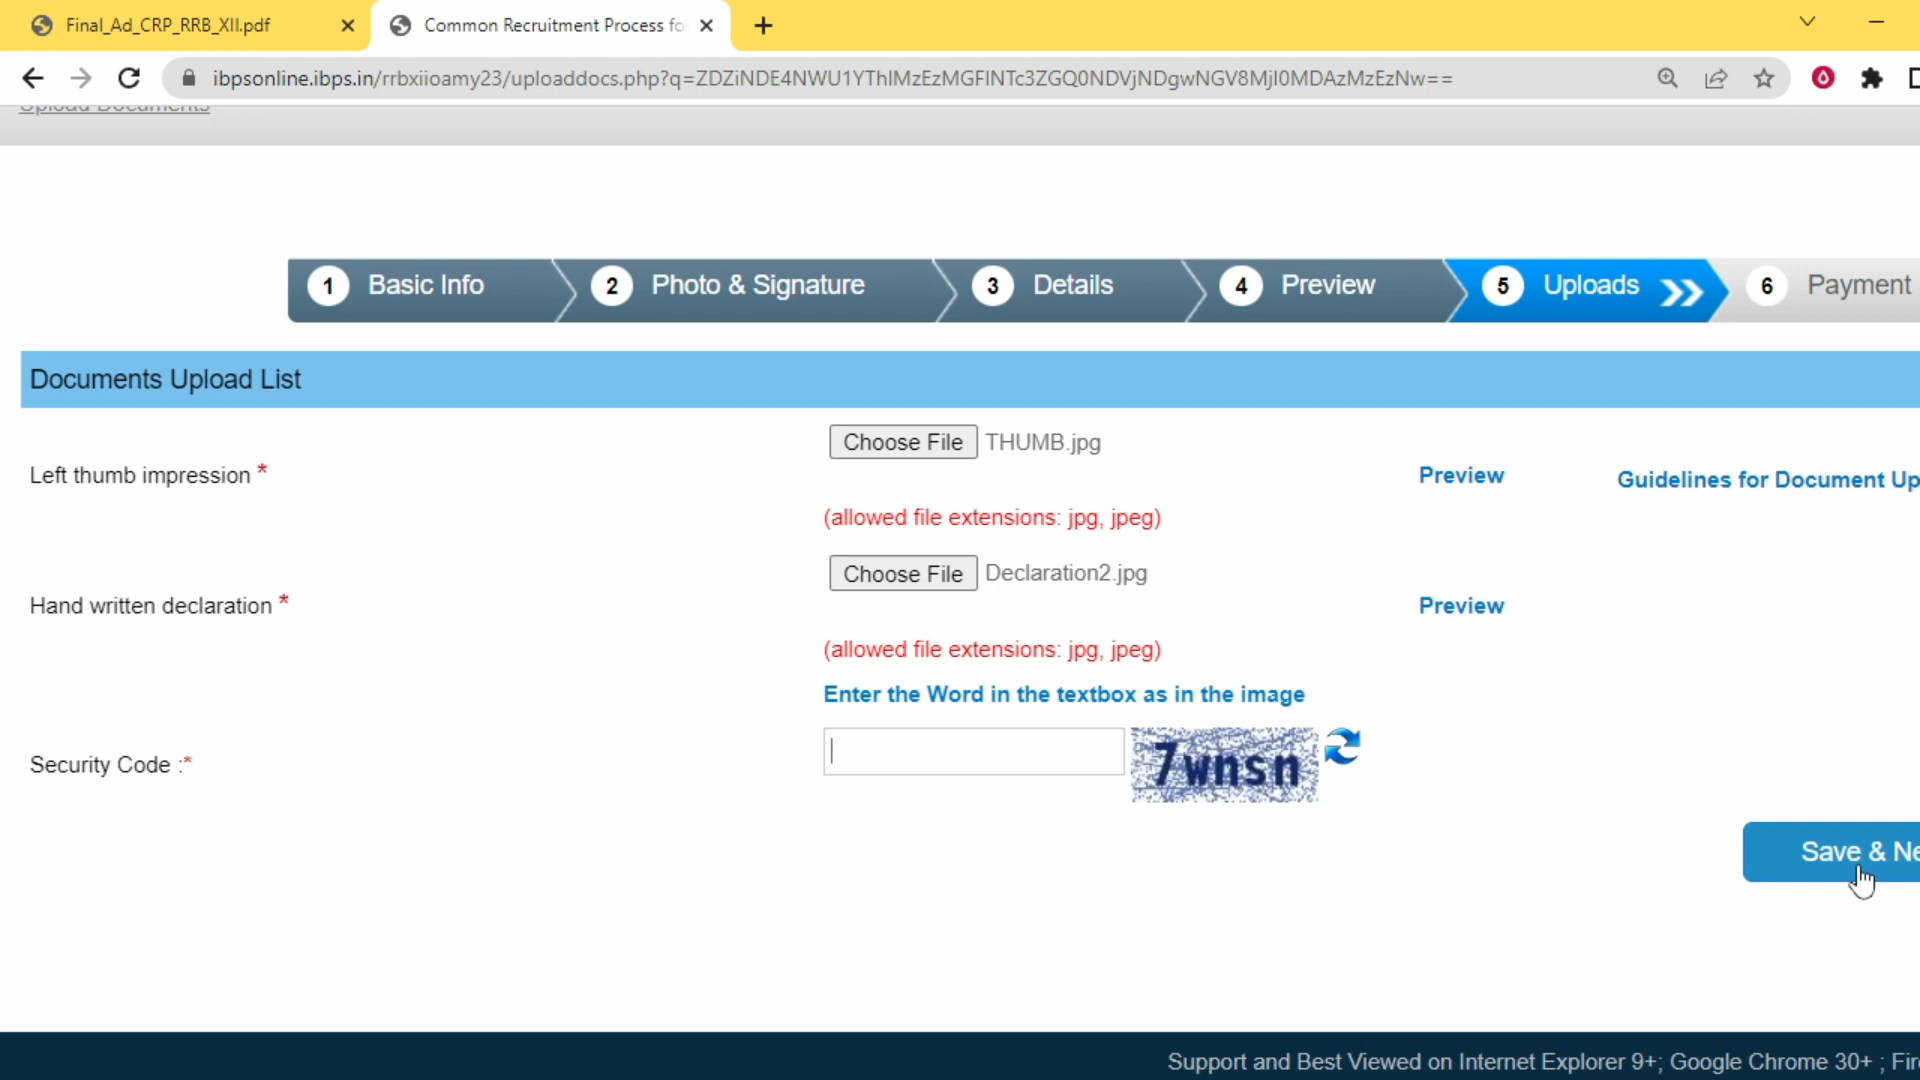 Final_Ad_CRP_RRB_XII.pdf
Common Recruitment Process fo
ibpsonline.ibps.in/rrbxiioamy23/uploaddocs.php?q=ZDZiNDE4NWU1YThlMzEzMGFlNTc3ZGQ0NDVjNDgwNGV8MjI0MDAzMzEzNw==
Upload Documents
1 Basic Info
2 Photo & Signature
3 Details
4 Preview
5 Uploads
6 Payment
Documents Upload List
Choose File THUMB.jpg
Left thumb impression *
Preview
Guidelines for Document Up
(allowed file extensions: jpg, jpeg)
Choose File Declaration2.jpg
Hand written declaration *
Preview
(allowed file extensions: jpg, jpeg)
Enter the Word in the textbox as in the image
Security Code :*
7wnsn
Save & Ne
Support and Best Viewed on Internet Explorer 9+; Google Chrome 30+ ; Fir